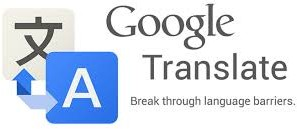 文
A
Google
Translate
Break through language barriers.